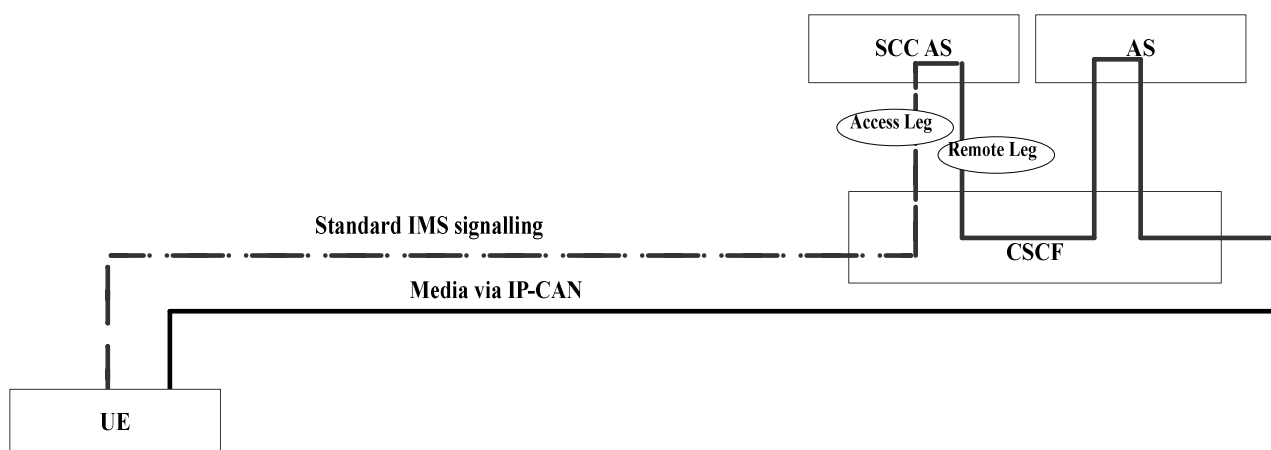 SCC AS
AS
Access Leg
Remote Leg
Standard IMS signalling
CSCF
Media via IP-CAN
UE